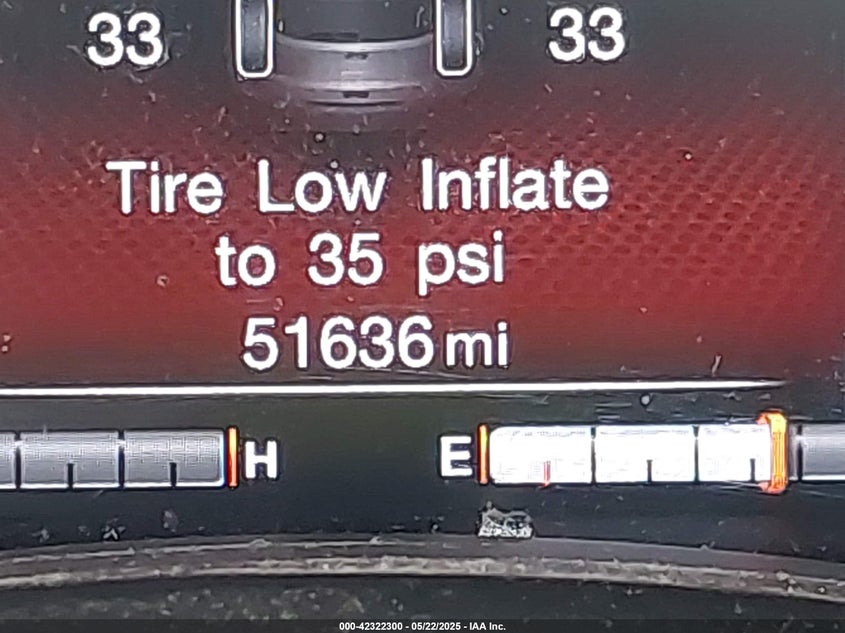 33 33
Tire Low Inflate
to 35 psi
51636 mi
H E
000-42322300 - 05/22/2025 - IAA Inc.